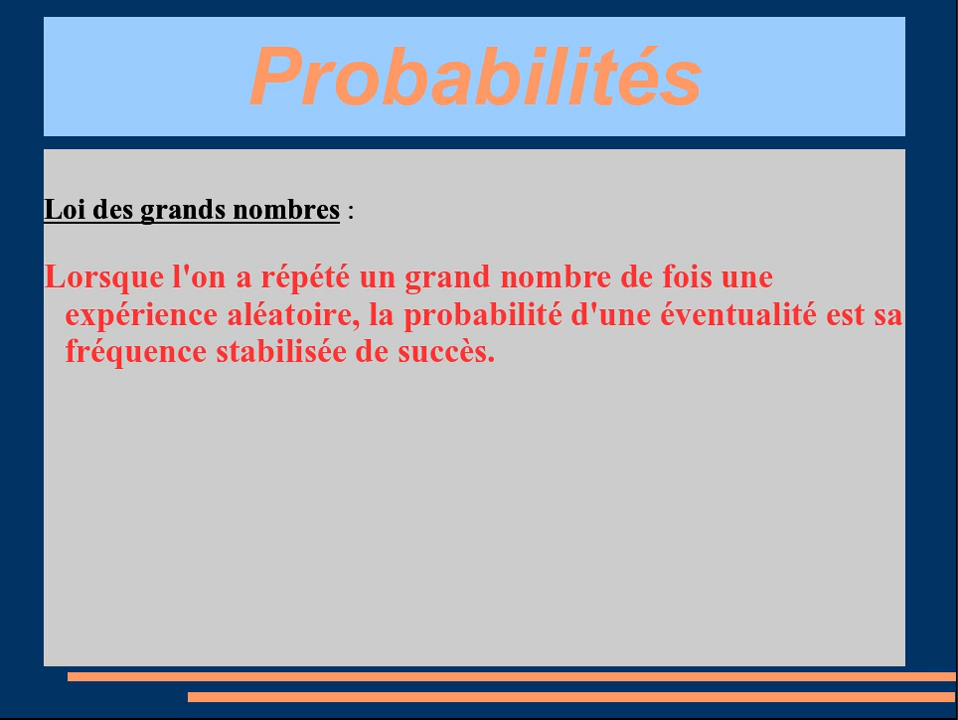 Probabilités
Loi des grands nombres :
Lorsque l'on a répété un grand nombre de fois une
expérience aléatoire, la probabilité d'une éventualité est sa
fréquence stabilisée de succès.